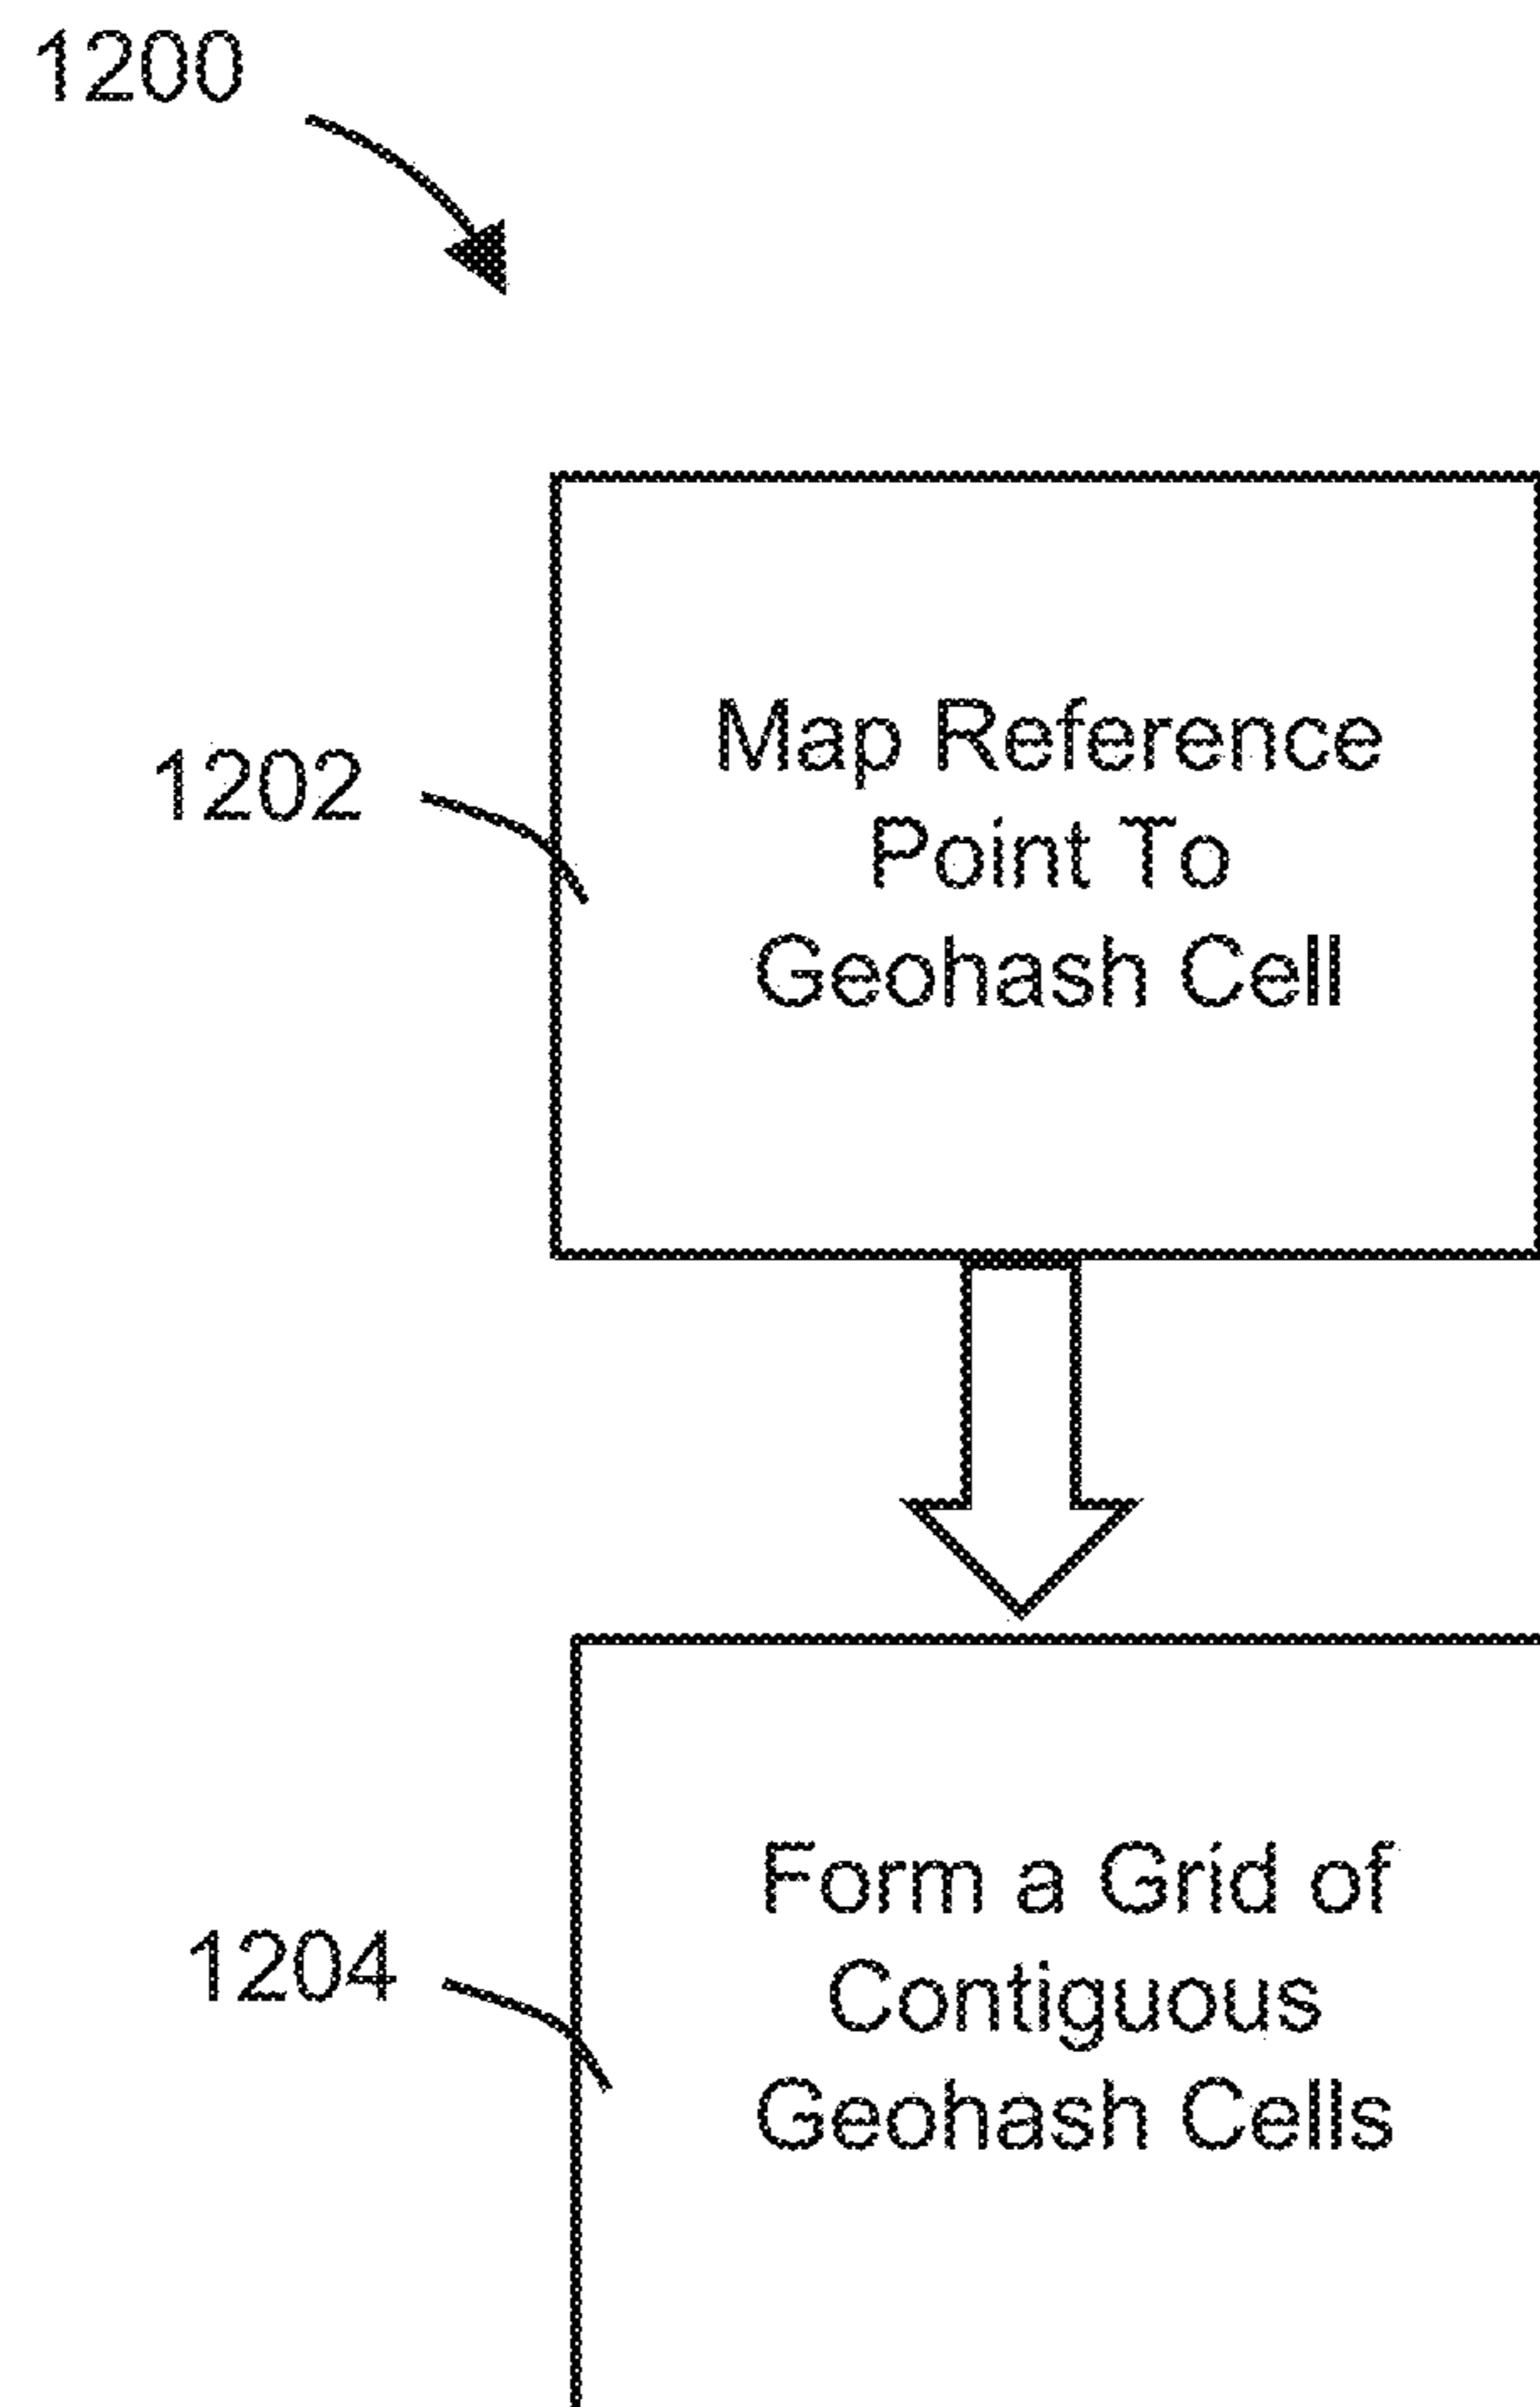 1200
1202
Map Reference
Point To
Geohash Cell
1204
Form a Grid of
Contiguous
Geohash Cells